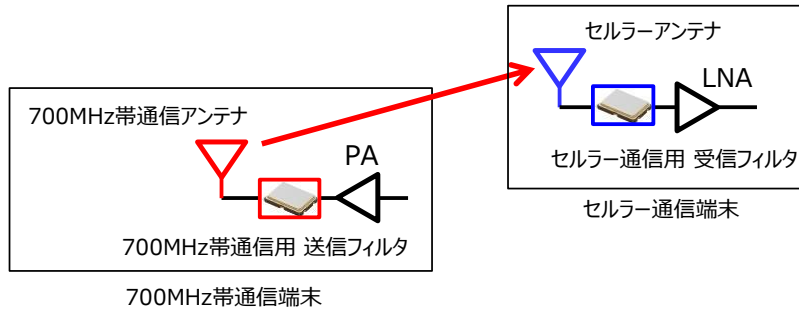 セルラーアンテナ
LNA
セルラー通信用 受信フィルタ
セルラー通信端末
700MHz帯通信アンテナ
PA
700MHz帯通信用 送信フィルタ
700MHz帯通信端末